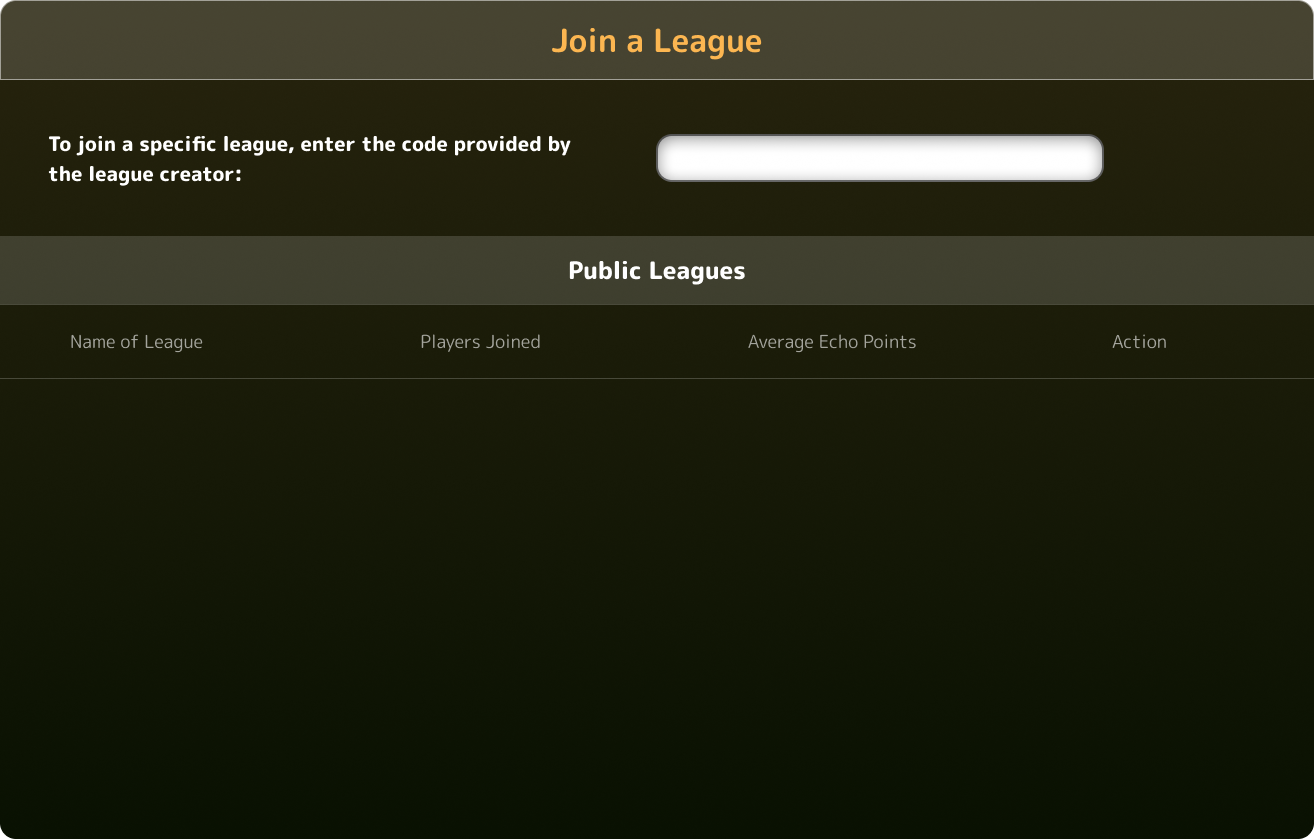 Join a League
To join a specific league, enter the code provided by
the league creator:
Public Leagues
Name of League Players Joined Average Echo Points Action